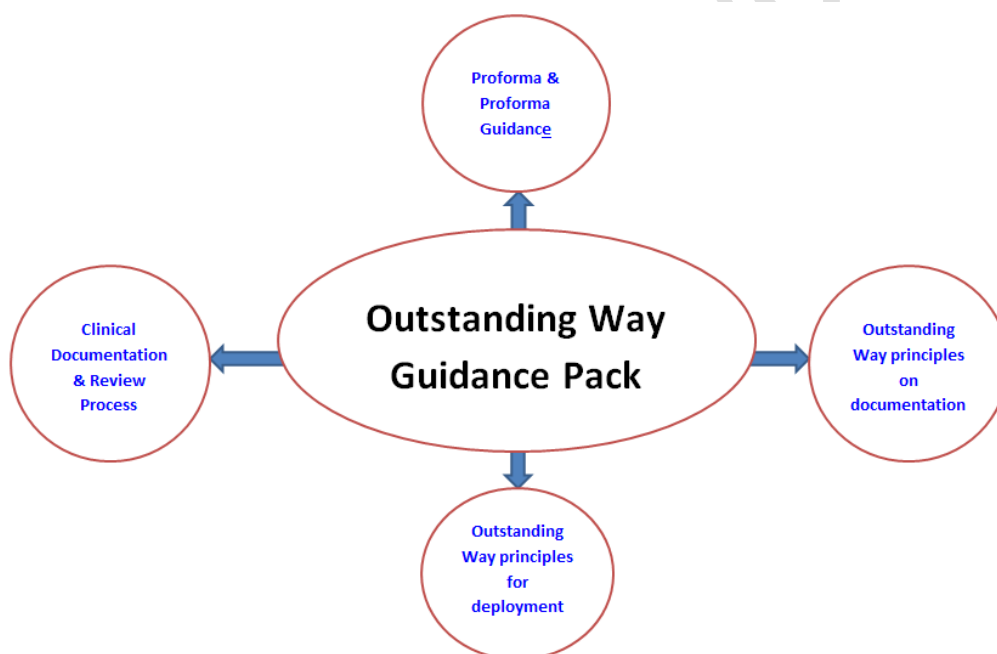 Proforma &
Proforma
Guidance
Outstanding Way
Guidance Pack
Clinical
Documentation
& Review
Process
Outstanding
Way principles
on
documentation
Outstanding
Way principles
for
deployment